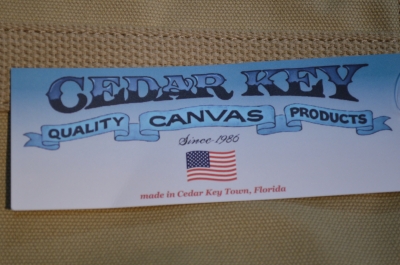 CEDAR KEY
QUALITY CANVAS PRODUCTS
Since 1986
made in Cedar Key Town, Florida